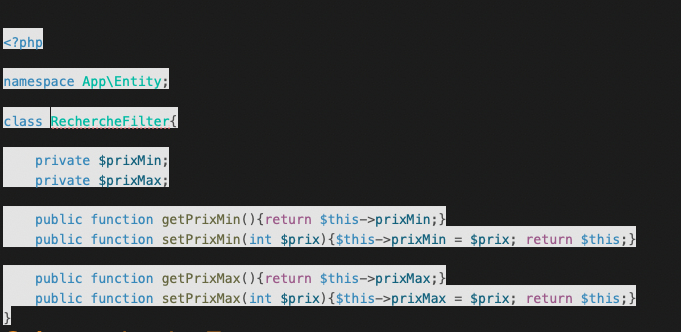 <?php
namespace App\Entity;
class RechercheFilter{
private $prixMin;
private $prixMax;
public function getPrixMin(){return $this->prixMin;}
public function setPrixMin(int $prix){$this->prixMin = $prix; return $this;}
public function getPrixMax(){return $this->prixMax;}
public function setPrixMax(int $prix){$this->prixMax = $prix; return $this;}
}